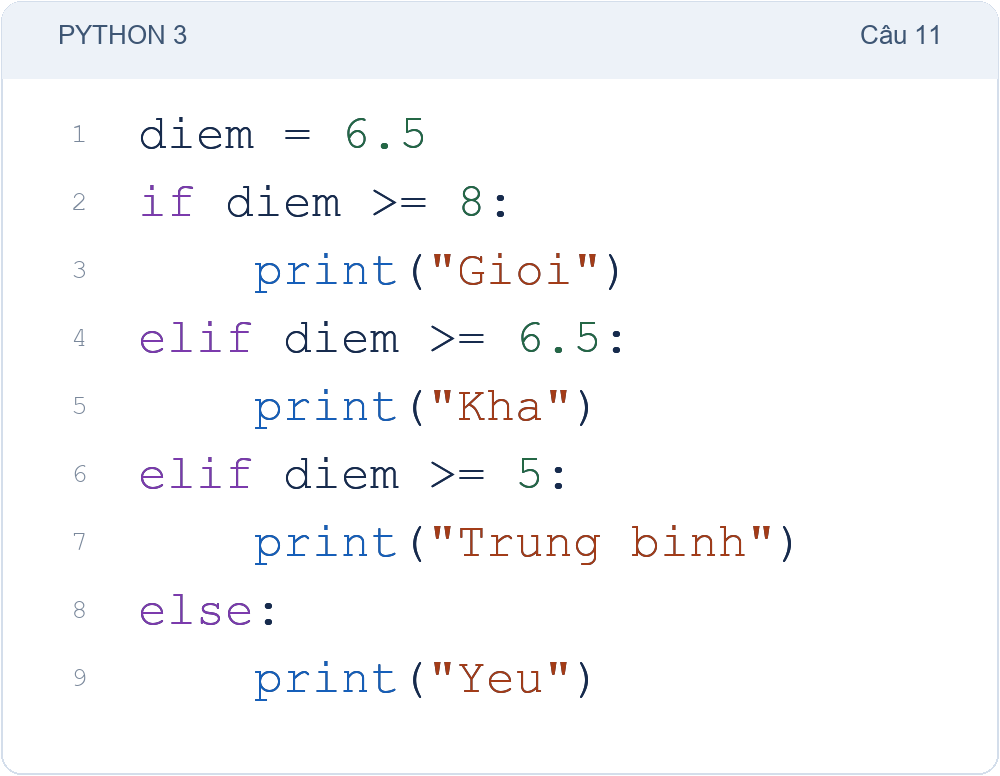 PYTHON 3
Câu 11
1 diem = 6.5
2 if diem >= 8:
3     print("Gioi")
4 elif diem >= 6.5:
5     print("Kha")
6 elif diem >= 5:
7     print("Trung binh")
8 else:
9     print("Yeu")